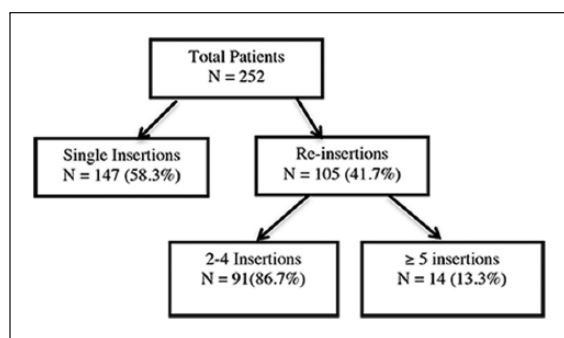 Total Patients
N = 252
Single Insertions
N = 147 (58.3%)
Re-insertions
N = 105 (41.7%)
2-4 Insertions
N = 91(86.7%)
≥ 5 insertions
N = 14 (13.3%)